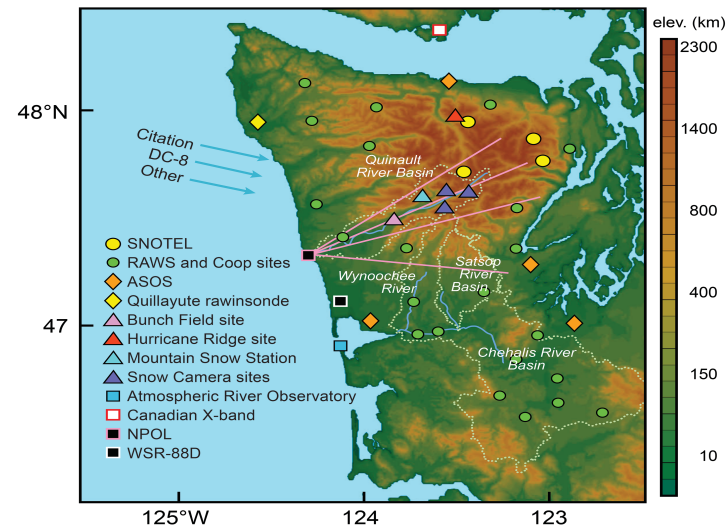 elev. (km)
2300
1400
800
400
150
10
48°N
47
125°W
124
123
Citation
DC-8
Other
Quinault
River Basin
Wynoochee
River
Satsop
River
Basin
Chehalis River
Basin
SNOTEL
RAWS and Coop sites
ASOS
Quillayute rawinsonde
Bunch Field site
Hurricane Ridge site
Mountain Snow Station
Snow Camera sites
Atmospheric River Observatory
Canadian X-band
NPOL
WSR-88D